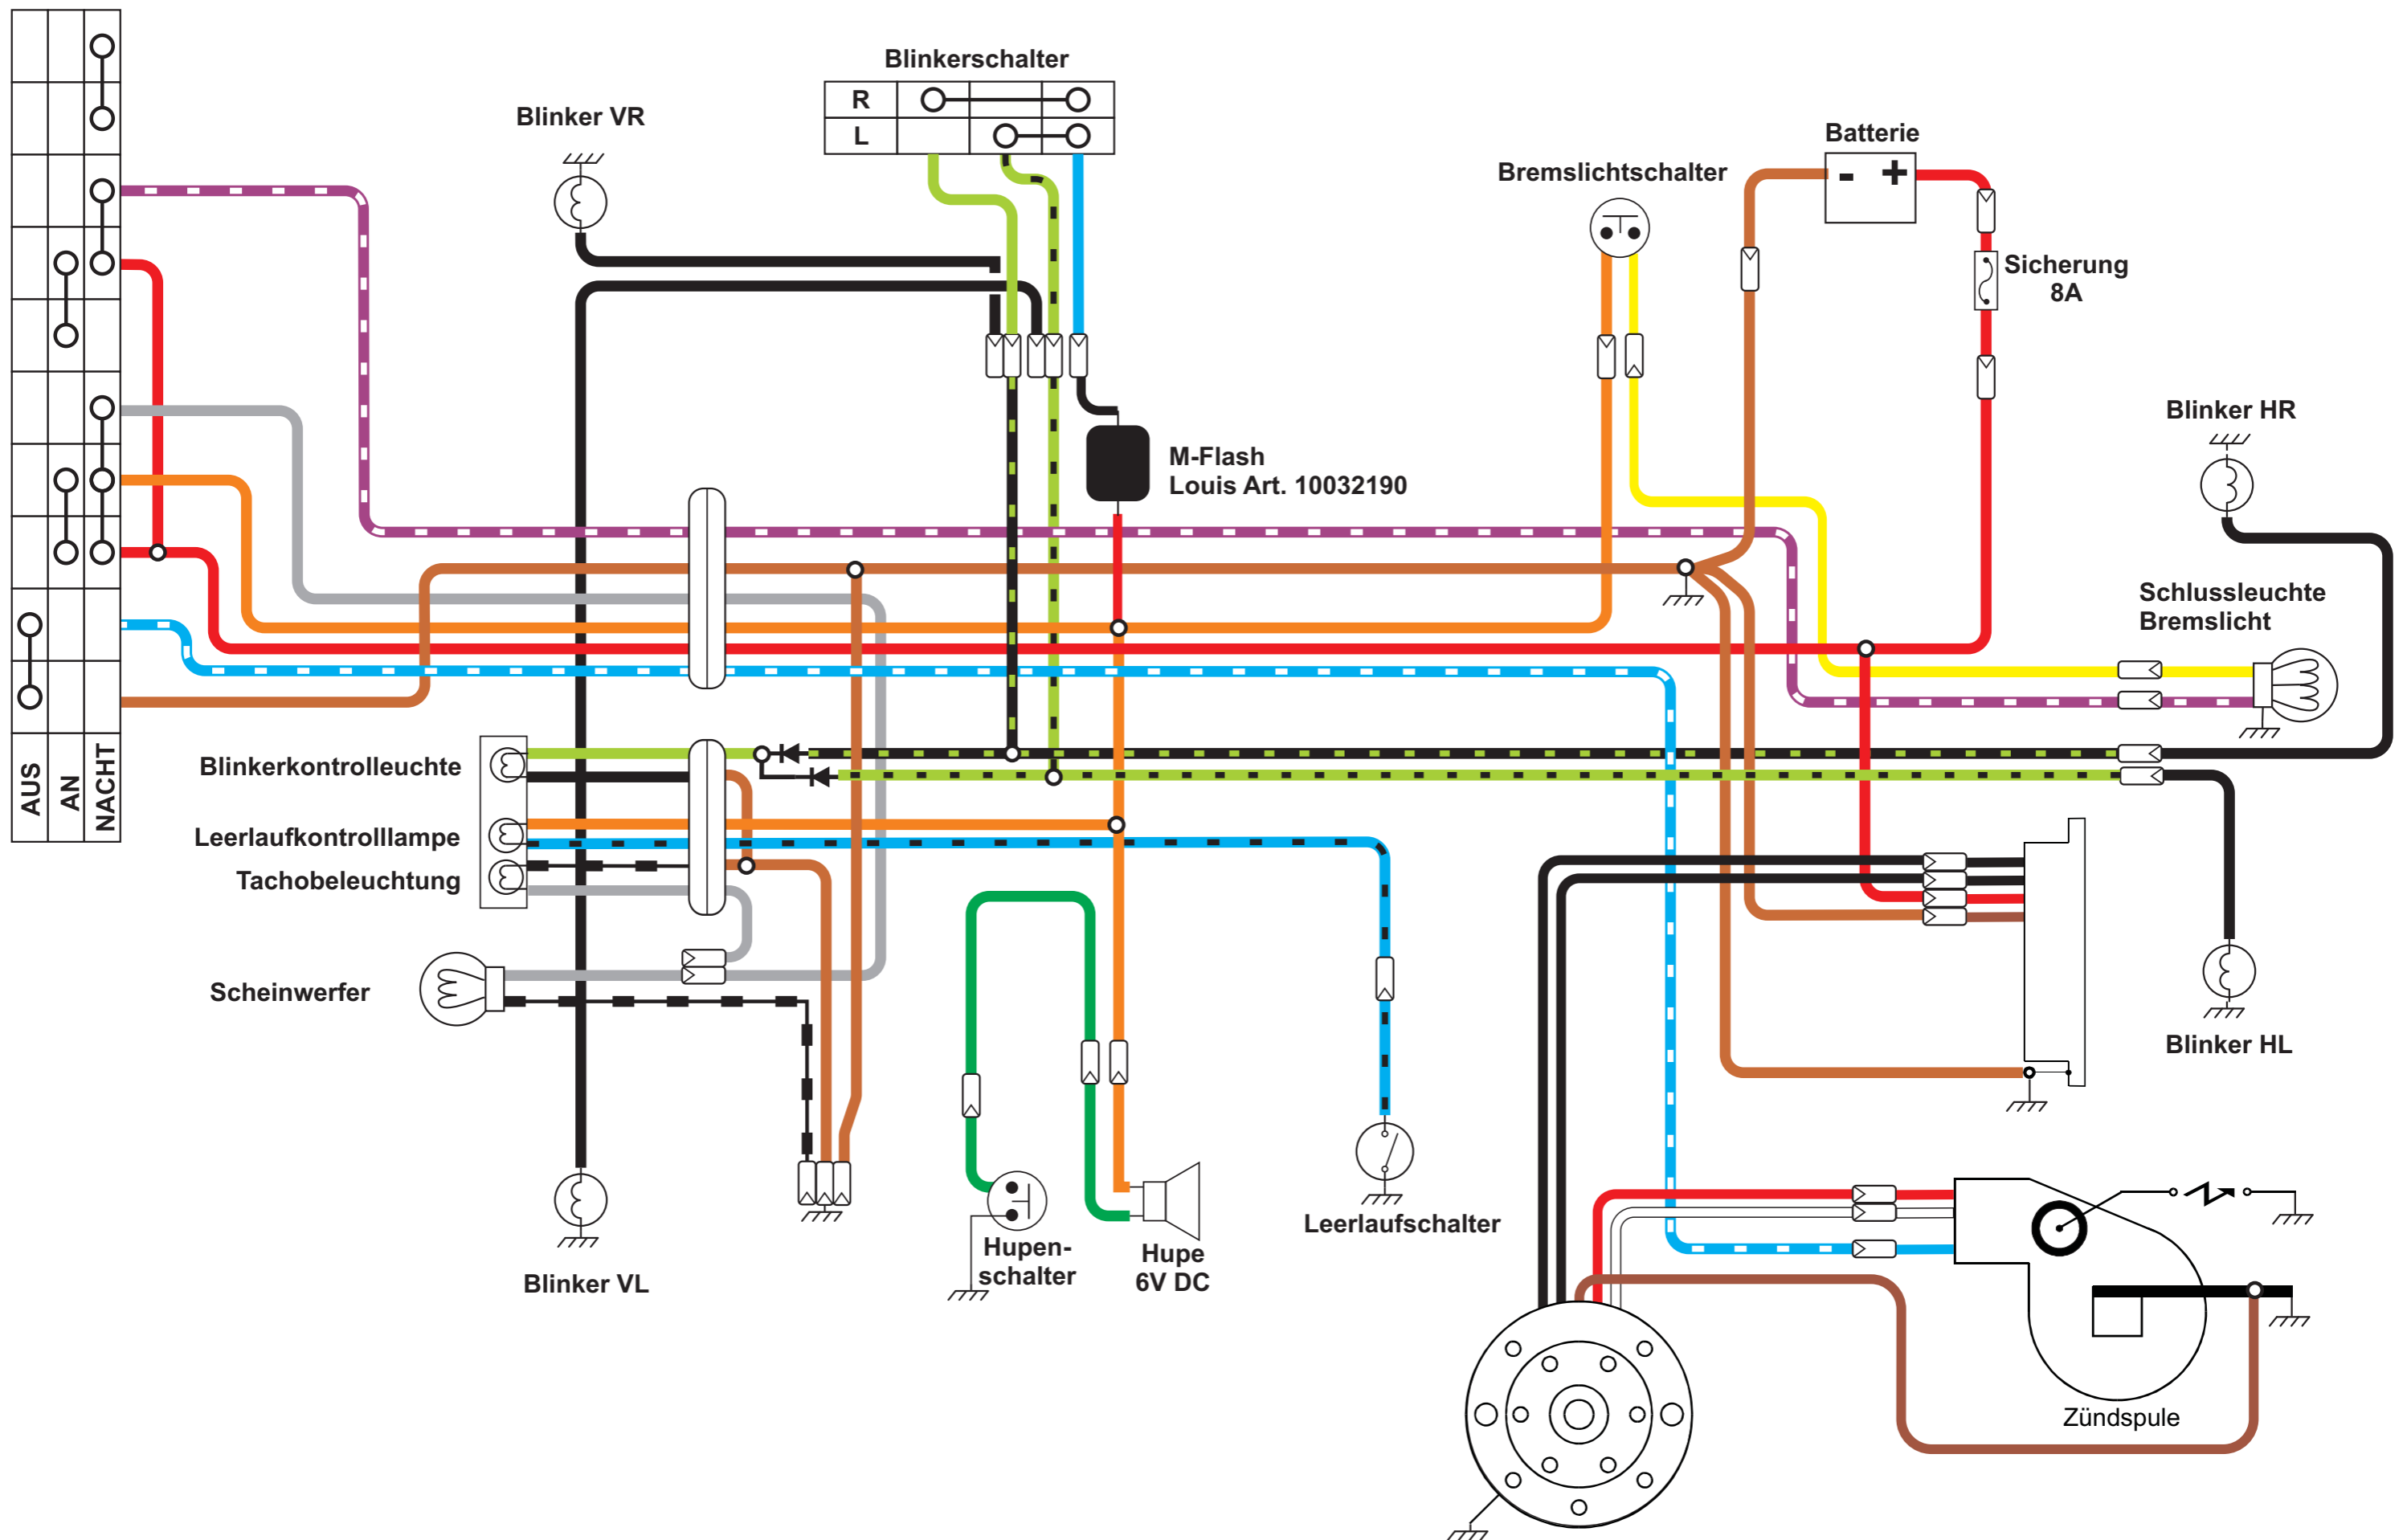 Blinkerschalter
R
L
Blinker VR
Batterie
- +
Bremslichtschalter
Sicherung
8A
Blinker HR
M-Flash
Louis Art. 10032190
Schlussleuchte
Bremslicht
AUS
AN
NACHT
Blinkerkontrolleuchte
Leerlaufkontrolllampe
Tachobeleuchtung
Scheinwerfer
Blinker HL
Leerlaufschalter
Hupen-
schalter
Hupe
6V DC
Blinker VL
Zündspule